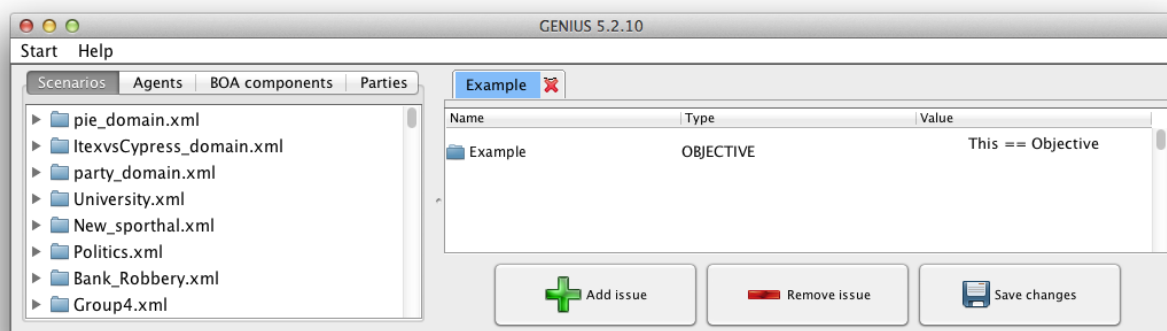 GENIUS 5.2.10
Start Help
Scenarios Agents BOA components Parties
pie_domain.xml
ItexvsCypress_domain.xml
party_domain.xml
University.xml
New_sporthal.xml
Politics.xml
Bank_Robbery.xml
Group4.xml
Example
Name Type Value
Example OBJECTIVE This == Objective
Add issue Remove issue Save changes